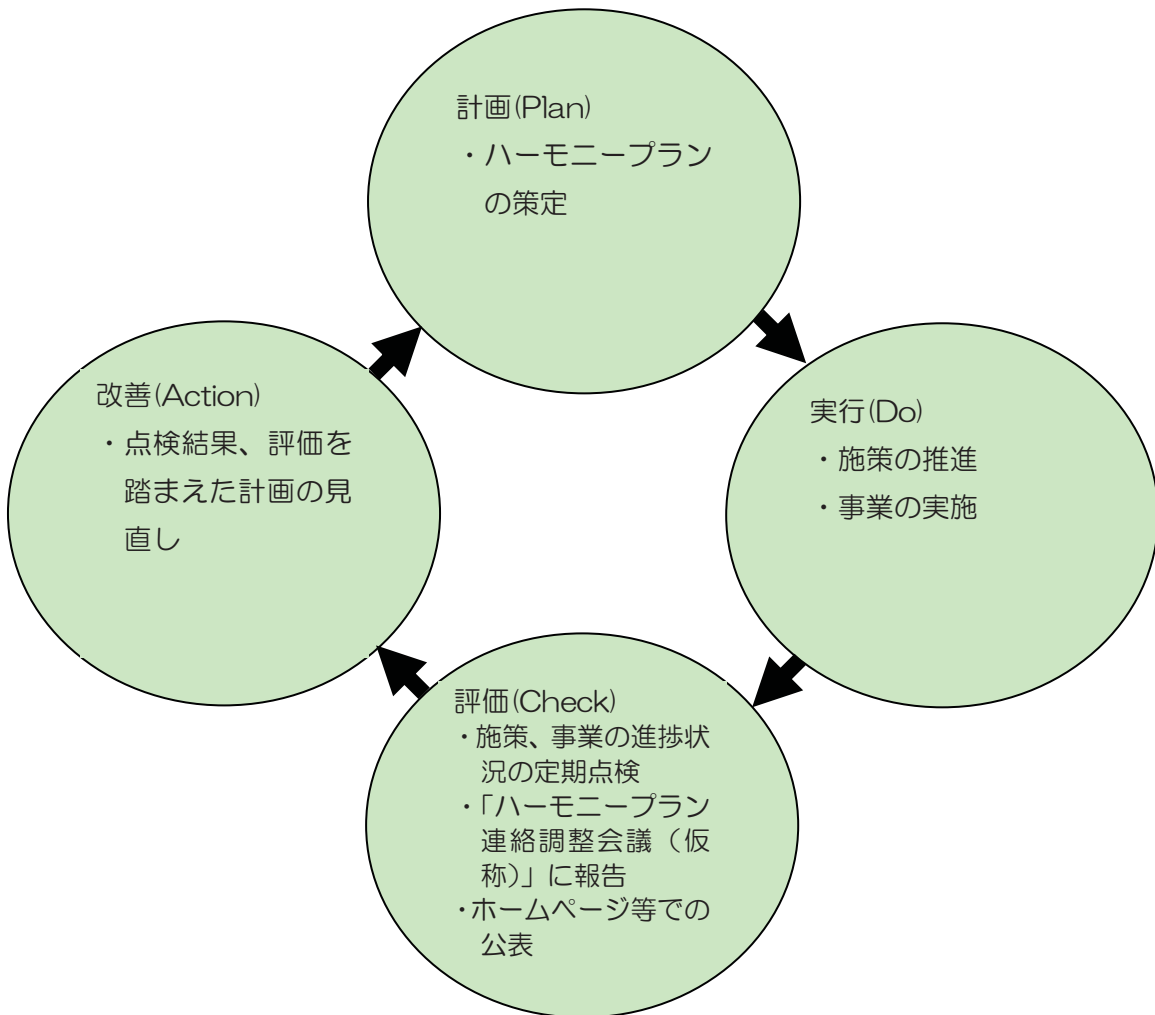 計画(Plan)
・ハーモニープラン
の策定
改善(Action)
・点検結果、評価を
踏まえた計画の見
直し
実行(Do)
・施策の推進
・事業の実施
評価(Check)
・施策、事業の進捗状
況の定期点検
・「ハーモニープラン
連絡調整会議（仮
称）」に報告
・ホームページ等での
公表